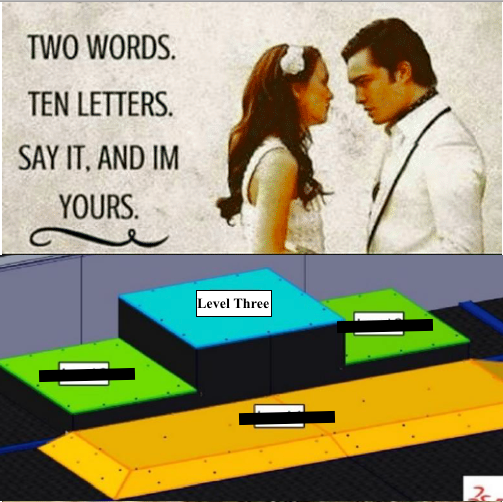 TWO WORDS.
TEN LETTERS.
SAY IT, AND IM
YOURS.
Level Three